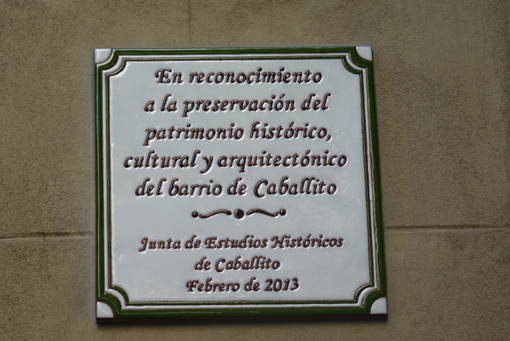 En reconocimiento
a la preservación del
patrimonio histórico,
cultural y arquitectónico
del barrio de Caballito
Junta de Estudios Históricos
de Caballito
Febrero de 2013